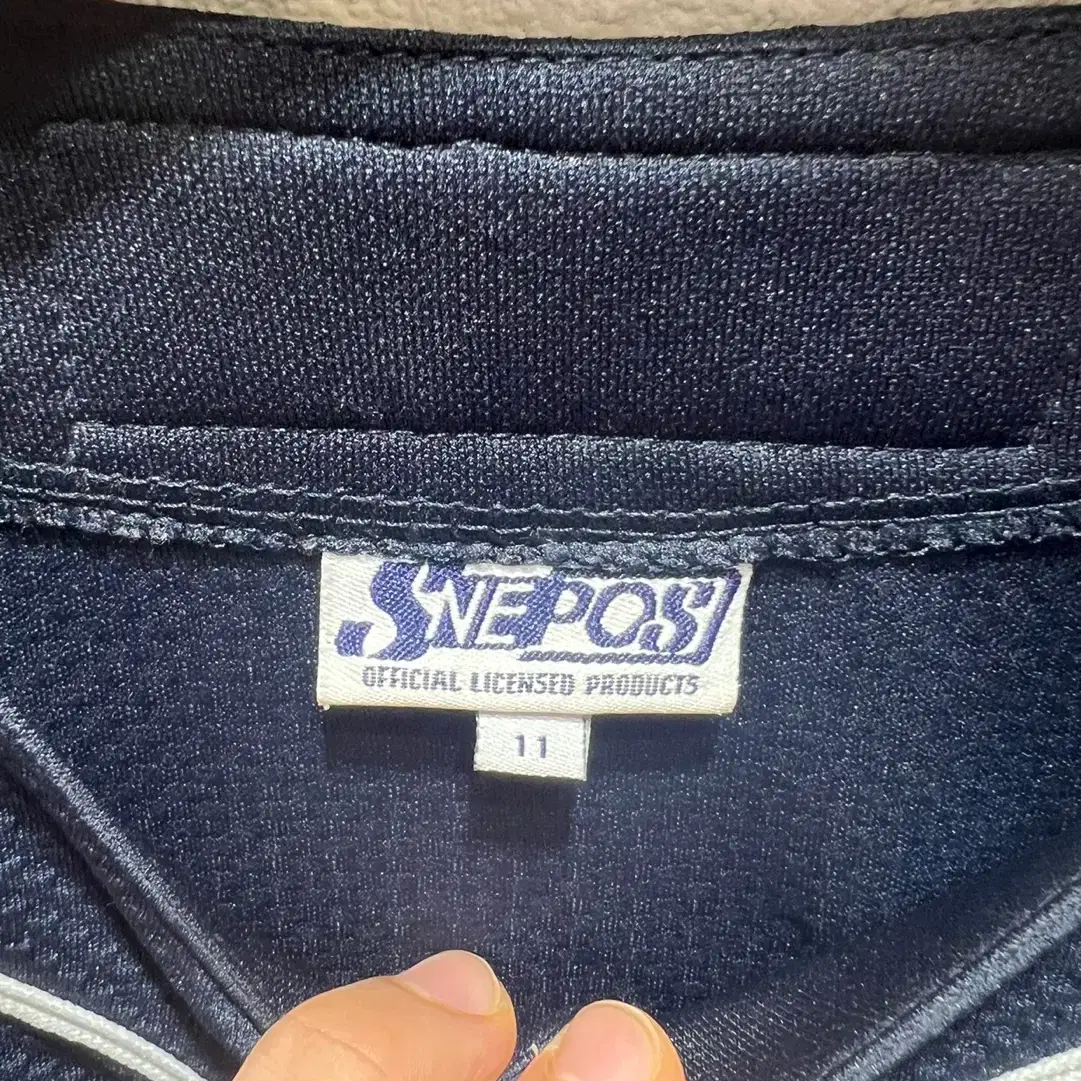 SNEPOS
OFFICIAL LICENSED PRODUCTS
11